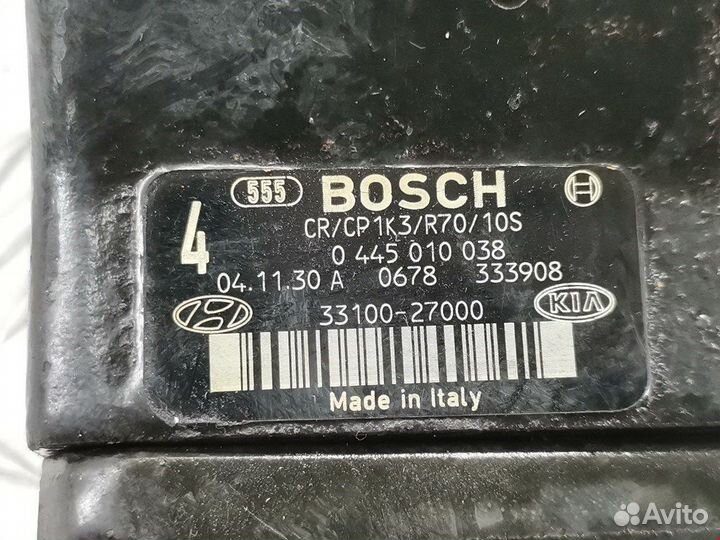 555 BOSCH
4 CR/CP1K3/R70/10S
0 445 010 038
04.11.30 A 0678 333908
33100-27000 KIA
Made in Italy
Avito